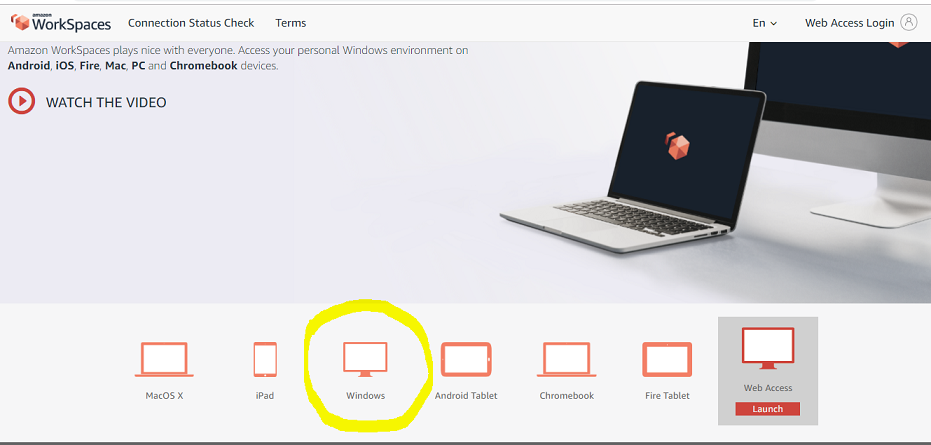 amazon
WorkSpaces
Connection Status Check
Terms
En
Web Access Login
Amazon WorkSpaces plays nice with everyone. Access your personal Windows environment on
Android, iOS, Fire, Mac, PC and Chromebook devices.
WATCH THE VIDEO
MacOS X
iPad
Windows
Android Tablet
Chromebook
Fire Tablet
Web Access
Launch